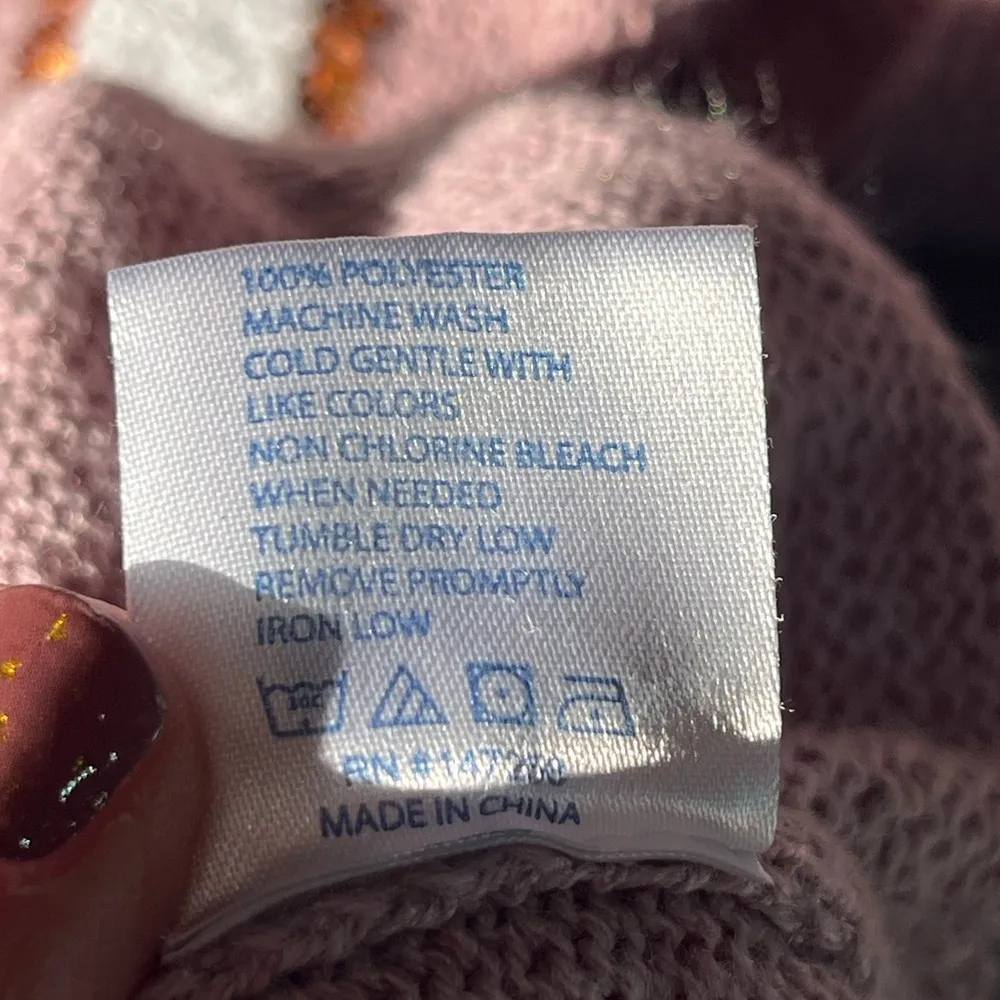 100% POLYESTER
MACHINE WASH
COLD GENTLE WITH
LIKE COLORS
NON CHLORINE BLEACH
WHEN NEEDED
TUMBLE DRY LOW
REMOVE PROMPTLY
IRON LOW
RN #
MADE IN CHINA